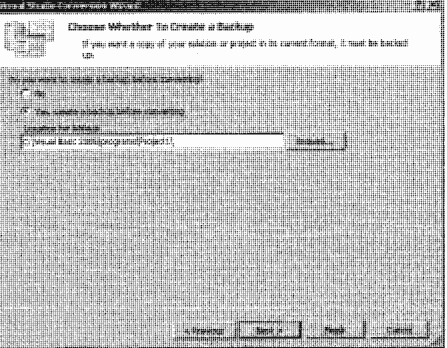 Visual Studio Conversion Wizard
Choose Whether To Create a Backup
If you want a copy of your solution or project in its current format, it must be backed
up.
Do you want to create a backup before converting?
No
Yes, create a backup before converting
Location for backup:
Browse...
< Previous
Next >
Finish
Cancel